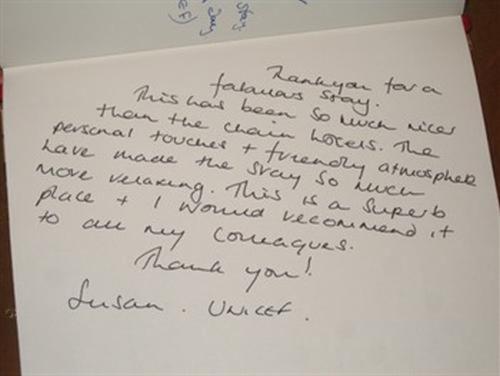 Stay.
Thankyou for a
fabulous stay.
This has been so much nicer
than the chain hotels. The
personal touches + friendly atmosphere
have made the stay so much
more relaxing. This is a superb
place + I would recommend it
to all my colleagues.
Thank you!
Susan. UNICEF.